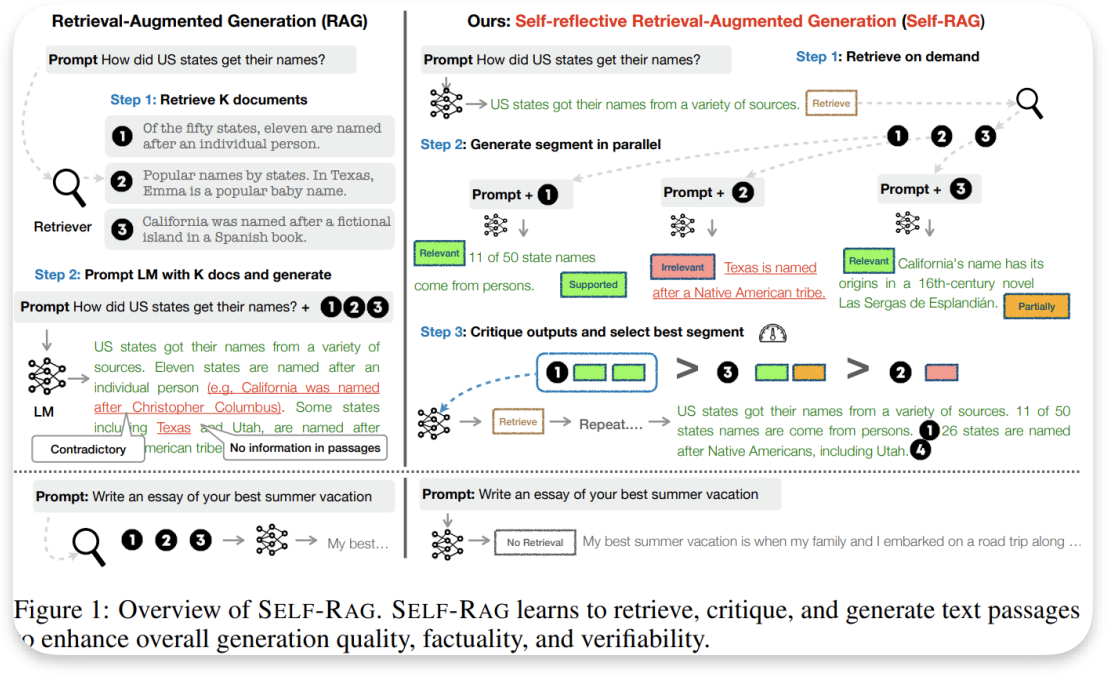 Retrieval-Augmented Generation (RAG)
Prompt How did US states get their names?
Step 1: Retrieve K documents
1 Of the fifty states, eleven are named
after an individual person.
2 Popular names by states. In Texas,
Emma is a popular baby name.
3 California was named after a fictional
island in a Spanish book.
Retriever
Step 2: Prompt LM with K docs and generate
Prompt How did US states get their names? + 1 2 3
LM
US states got their names from a variety of
sources. Eleven states are named after an
individual person (e.g. California was named
after Christopher Columbus). Some states
including Texas and Utah, are named after
merican tribe
Contradictory
No information in passages
Ours: Self-reflective Retrieval-Augmented Generation (Self-RAG)
Prompt How did US states get their names?
Step 1: Retrieve on demand
US states got their names from a variety of sources. Retrieve
1 2 3
Step 2: Generate segment in parallel
Prompt + 1
Prompt + 2
Prompt + 3
Relevant 11 of 50 state names
come from persons. Supported
Irrelevant Texas is named
after a Native American tribe.
Relevant California's name has its
origins in a 16th-century novel
Las Sergas de Esplandián. Partially
Step 3: Critique outputs and select best segment
1 > 3 > 2
Retrieve
Repeat....
US states got their names from a variety of sources. 11 of 50
states names are come from persons. 1 26 states are named
after Native Americans, including Utah. 4
Prompt: Write an essay of your best summer vacation
1 2 3
My best...
Prompt: Write an essay of your best summer vacation
No Retrieval
My best summer vacation is when my family and I embarked on a road trip along ...
Figure 1: Overview of SELF-RAG. SELF-RAG learns to retrieve, critique, and generate text passages
to enhance overall generation quality, factuality, and verifiability.